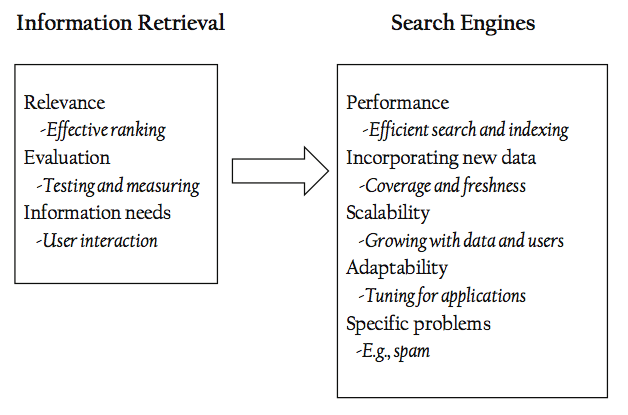 Information Retrieval
Search Engines
Relevance
-Effective ranking
Evaluation
-Testing and measuring
Information needs
-User interaction
Performance
-Efficient search and indexing
Incorporating new data
-Coverage and freshness
Scalability
-Growing with data and users
Adaptability
-Tuning for applications
Specific problems
-E.g., spam